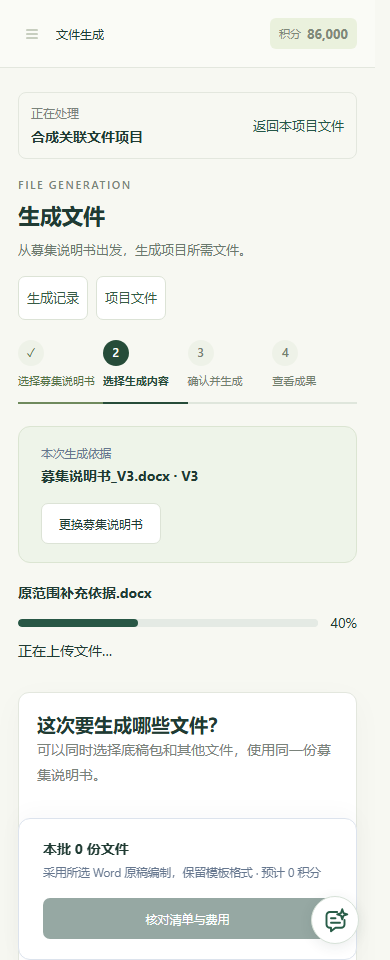 文件生成
积分 86,000
正在处理
合成关联文件项目
返回本项目文件
FILE GENERATION
生成文件
从募集说明书出发，生成项目所需文件。
生成记录
项目文件
✓ 2 3 4
选择募集说明书 选择生成内容 确认并生成 查看成果
本次生成依据
募集说明书_V3.docx · V3
更换募集说明书
原范围补充依据.docx
40%
正在上传文件...
这次要生成哪些文件？
可以同时选择底稿包和其他文件，使用同一份募
集说明书。
本批 0 份文件
采用所选 Word 原稿编制，保留模板格式 · 预计 0 积分
核对清单与费用